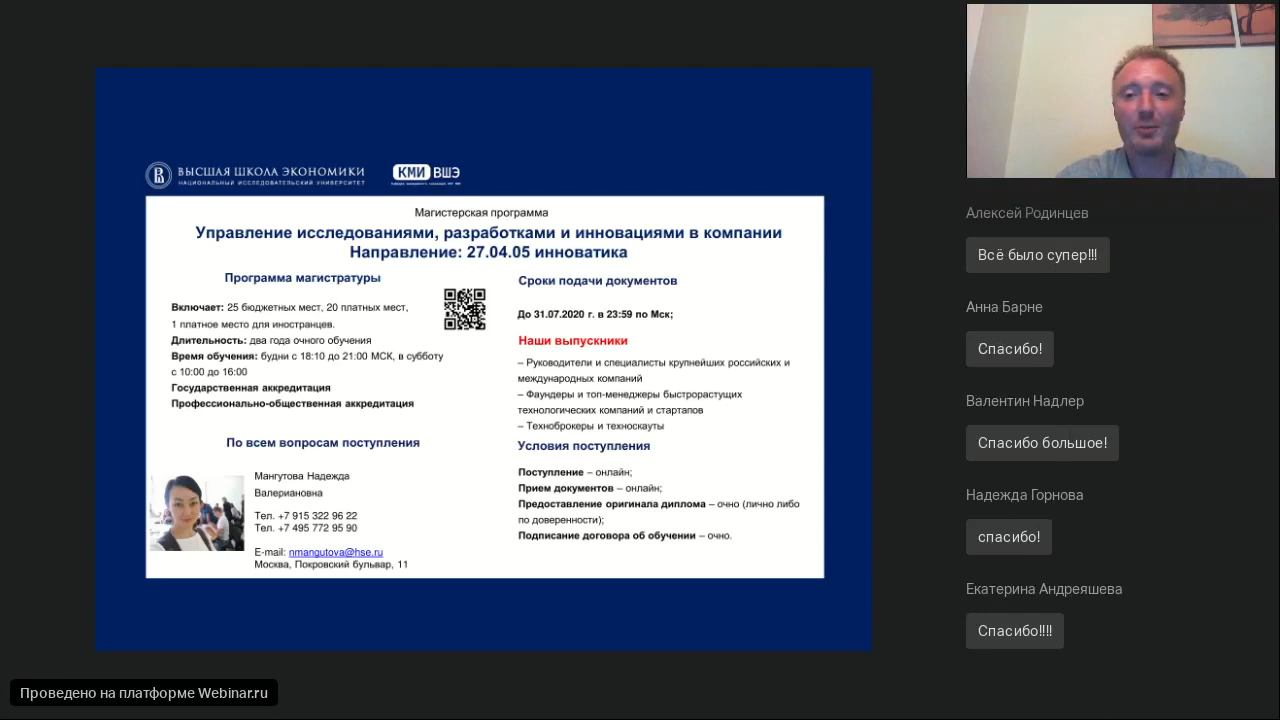 ВЫСШАЯ ШКОЛА ЭКОНОМИКИ
НАЦИОНАЛЬНЫЙ ИССЛЕДОВАТЕЛЬСКИЙ УНИВЕРСИТЕТ
КМИ ВШЭ
Магистерская программа
Управление исследованиями, разработками и инновациями в компании
Направление: 27.04.05 инноватика
Программа магистратуры
Включает: 25 бюджетных мест, 20 платных мест,
1 платное место для иностранцев.
Длительность: два года очного обучения
Время обучения: будни с 18:10 до 21:00 МСК, в субботу
с 10:00 до 16:00
Государственная аккредитация
Профессионально-общественная аккредитация
По всем вопросам поступления
Мангутова Надежда
Валериановна
Тел. +7 915 322 96 22
Тел. +7 495 772 95 90
E-mail: nmangutova@hse.ru
Москва, Покровский бульвар, 11
Сроки подачи документов
До 31.07.2020 г. в 23:59 по Мск;
Наши выпускники
– Руководители и специалисты крупнейших российских и
международных компаний
– Фаундеры и топ-менеджеры быстрорастущих
технологических компаний и стартапов
– Техноброкеры и техноскауты
Условия поступления
Поступление – онлайн;
Прием документов – онлайн;
Предоставление оригинала диплома – очно (лично либо
по доверенности);
Подписание договора об обучении – очно.
Алексей Родинцев
Всё было супер!!!
Анна Барне
Спасибо!
Валентин Надлер
Спасибо большое!
Надежда Горнова
спасибо!
Екатерина Андреяшева
Спасибо!!!!
Проведено на платформе Webinar.ru